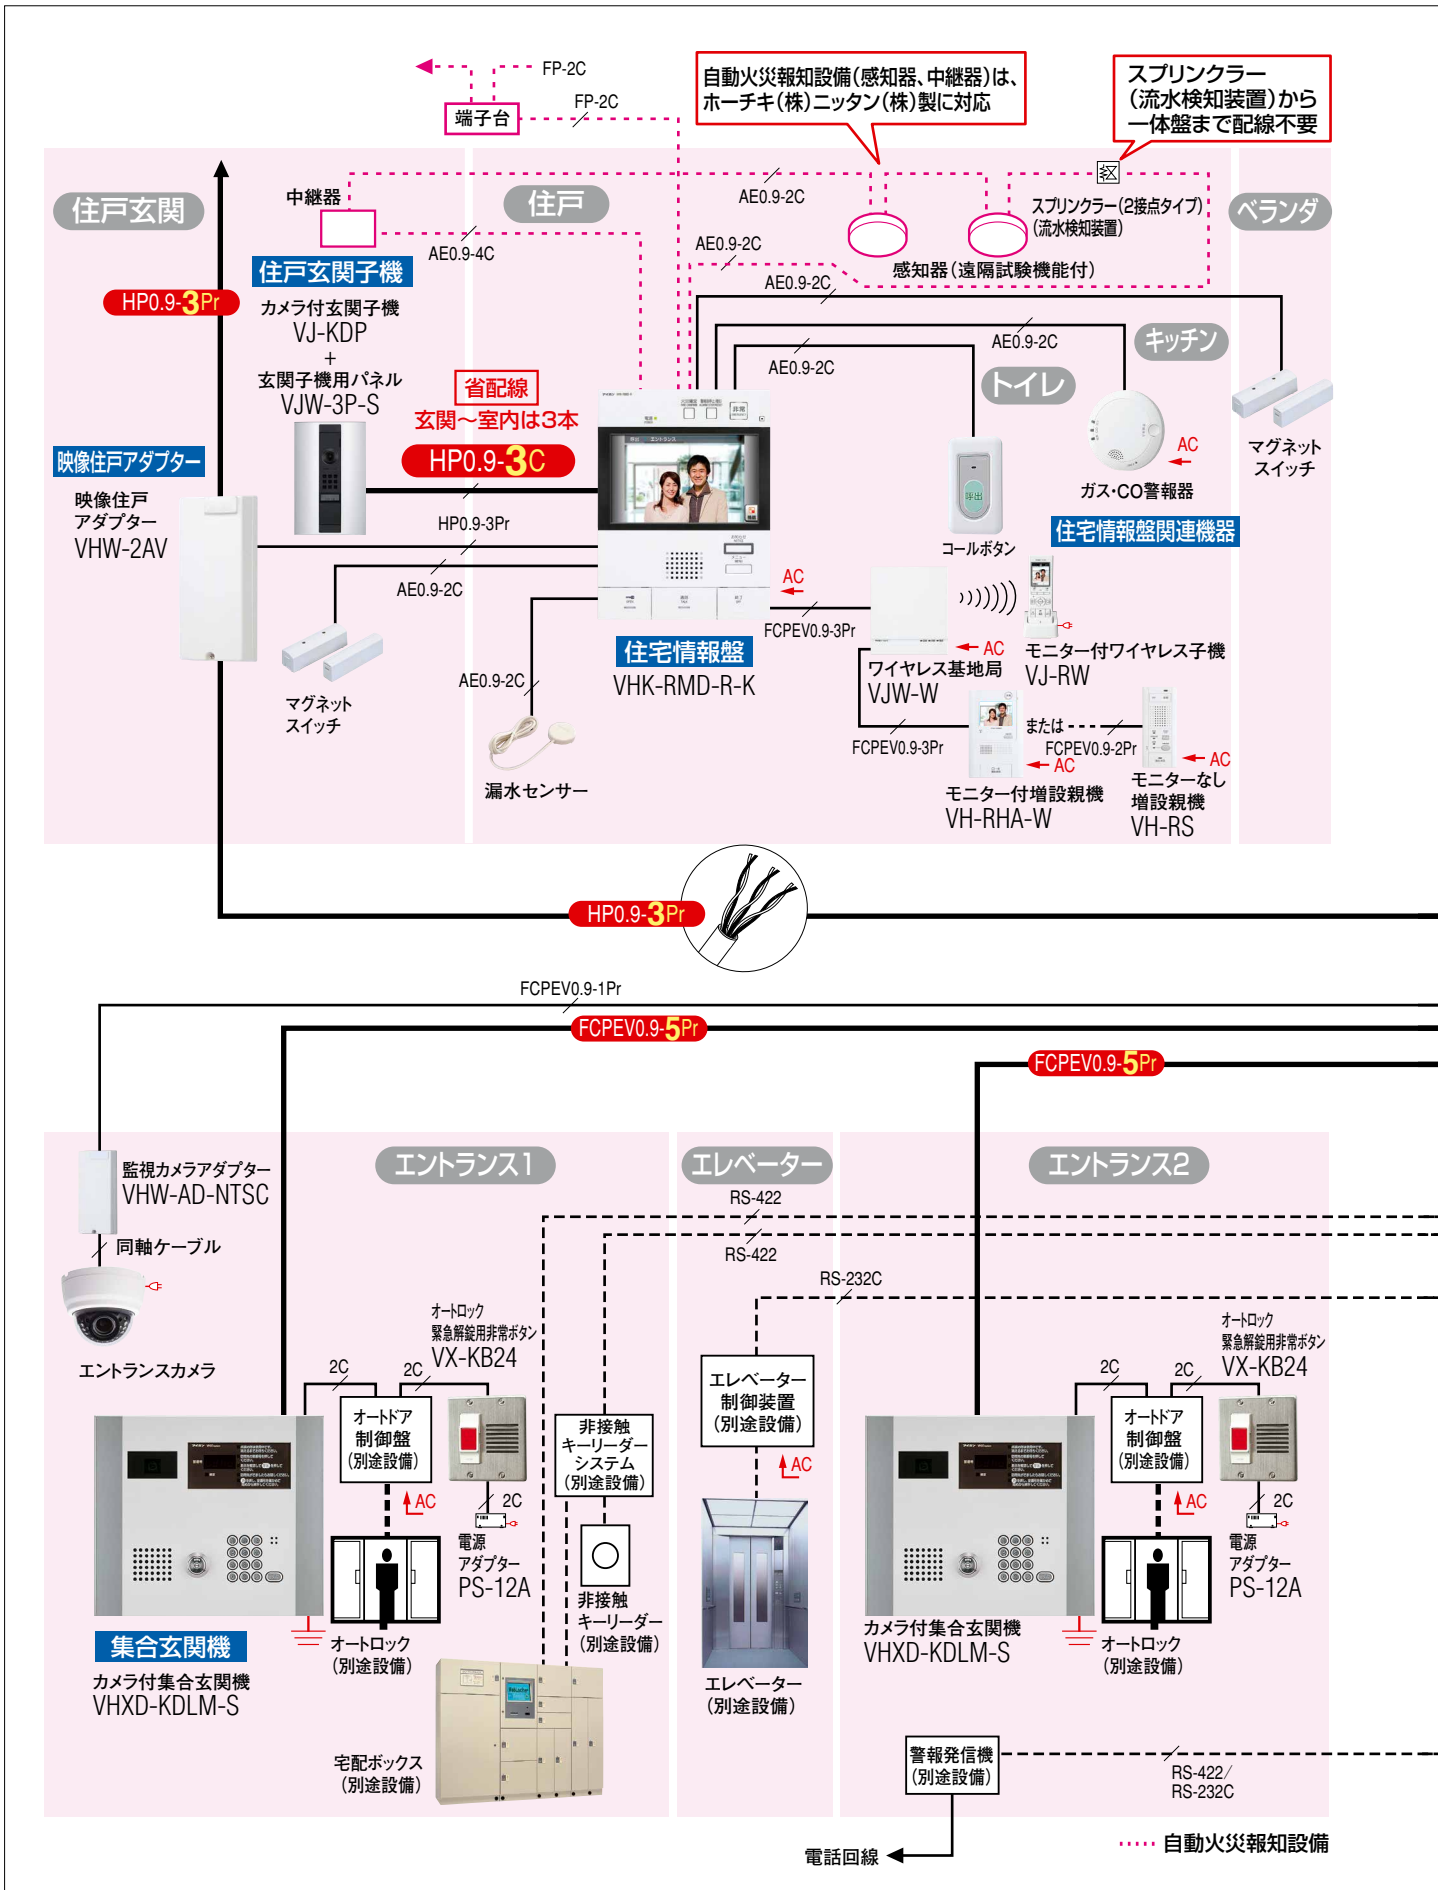 FP-2C
FP-2C
端子台
自動火災報知設備(感知器、中継器)は、
ホーチキ(株)ニッタン(株)製に対応
スプリンクラー
(流水検知装置)から
一体盤まで配線不要
住戸玄関
中継器
住戸
AE0.9-2C
スプリンクラー(2接点タイプ)
(流水検知装置)
ベランダ
AE0.9-4C
AE0.9-2C
感知器(遠隔試験機能付)
住戸玄関子機
AE0.9-2C
HP0.9-3Pr
カメラ付玄関子機
VJ-KDP
+
玄関子機用パネル
VJW-3P-S
AE0.9-2C
キッチン
AE0.9-2C
トイレ
省配線
玄関～室内は3本
HP0.9-3C
非常
呼出
エントランス
AC
マグネット
スイッチ
映像住戸アダプター
ガス・CO警報器
映像住戸
アダプター
VHW-2AV
HP0.9-3Pr
呼出
コールボタン
住宅情報盤関連機器
AE0.9-2C
AC
FCPEV0.9-3Pr
住宅情報盤
VHK-RMD-R-K
AC
ワイヤレス基地局
VJW-W
モニター付ワイヤレス子機
VJ-RW
AE0.9-2C
マグネット
スイッチ
または
FCPEV0.9-3Pr
FCPEV0.9-2Pr
AC
AC
漏水センサー
モニター付増設親機
VH-RHA-W
モニターなし
増設親機
VH-RS
HP0.9-3Pr
FCPEV0.9-1Pr
FCPEV0.9-5Pr
FCPEV0.9-5Pr
監視カメラアダプター
VHW-AD-NTSC
エントランス1
エレベーター
エントランス2
RS-422
同軸ケーブル
RS-422
RS-232C
エントランスカメラ
オートロック
緊急解錠用非常ボタン
VX-KB24
オートロック
緊急解錠用非常ボタン
VX-KB24
2C
2C
エレベーター
制御装置
(別途設備)
2C
2C
オートドア
制御盤
(別途設備)
非接触
キーリーダー
システム
(別途設備)
オートドア
制御盤
(別途設備)
AC
AC
2C
AC
2C
電源
アダプター
PS-12A
電源
アダプター
PS-12A
非接触
キーリーダー
(別途設備)
集合玄関機
カメラ付集合玄関機
VHXD-KDLM-S
オートロック
(別途設備)
カメラ付集合玄関機
VHXD-KDLM-S
オートロック
(別途設備)
エレベーター
(別途設備)
宅配ボックス
(別途設備)
警報発信機
(別途設備)
RS-422/
RS-232C
電話回線
自動火災報知設備